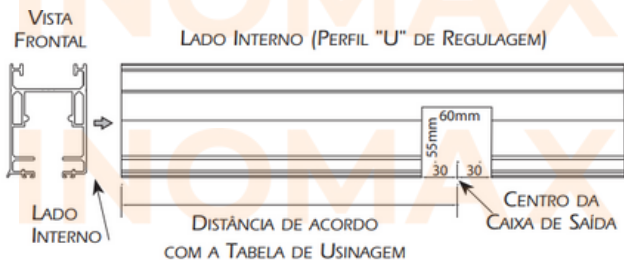 INOMAX
VISTA
FRONTAL
LADO INTERNO (PERFIL "U" DE REGULAGEM)
60mm
55mm
30 30
LADO
INTERNO
DISTÂNCIA DE ACORDO
COM A TABELA DE USINAGEM
CENTRO DA
CAIXA DE SAÍDA
INOMAX